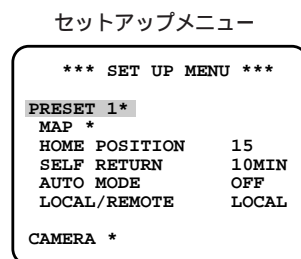 セットアップメニュー
*** SET UP MENU ***
PRESET 1*
MAP *
HOME POSITION 15
SELF RETURN 10MIN
AUTO MODE OFF
LOCAL/REMOTE LOCAL
CAMERA *